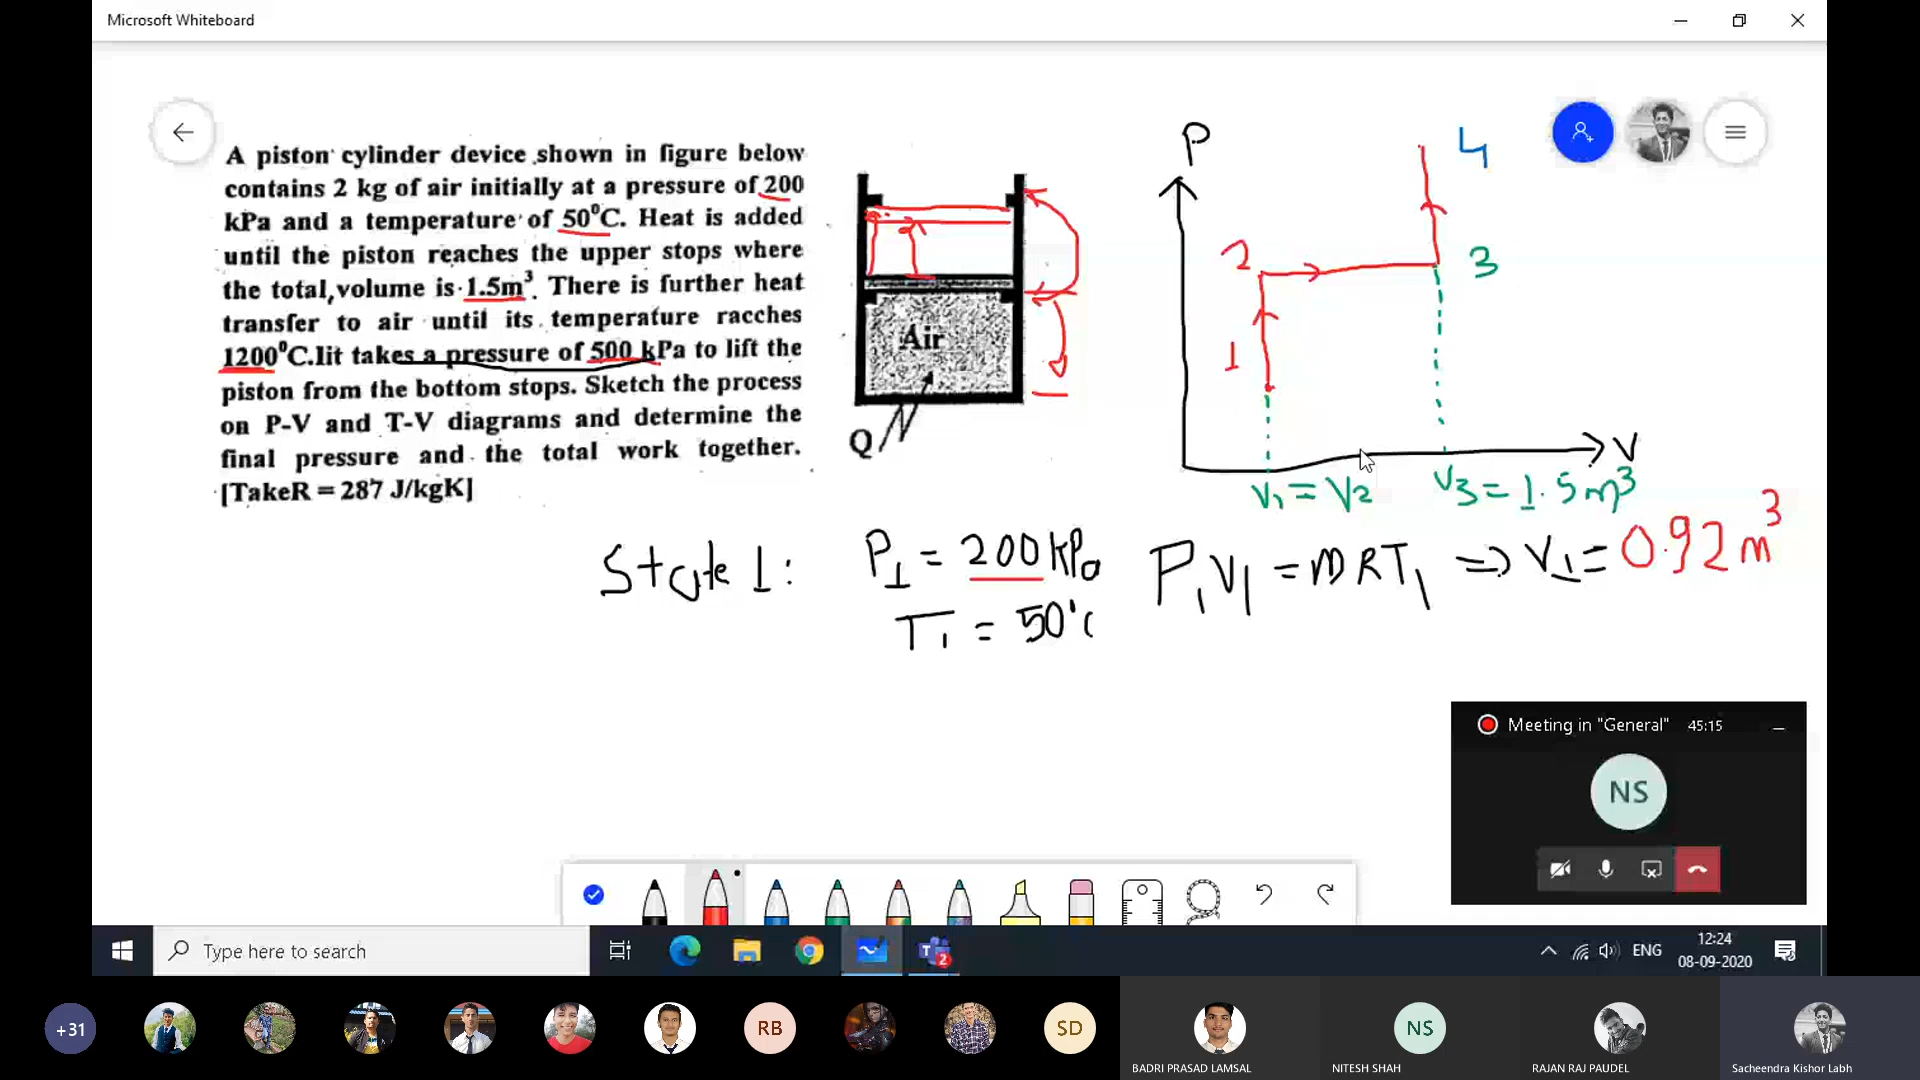 Microsoft Whiteboard
A piston cylinder device shown in figure below
contains 2 kg of air initially at a pressure of 200
kPa and a temperature of 50⁰C. Heat is added
until the piston reaches the upper stops where
the total, volume is 1.5m³. There is further heat
transfer to air until its temperature racches
1200⁰C.Iit takes a pressure of 500 kPa to lift the
piston from the bottom stops. Sketch the process
on P-V and T-V diagrams and determine the
final pressure and the total work together.
[TakeR = 287 J/kgK]
Air
Q
P
4
2
3
1
V
V₁ = V₂
V3 = 1.5m³
State 1:
P₁ = 200 kPa
P₁V₁ = mRT₁ => V₁ = 0.92 m³
T₁ = 50°C
Meeting in "General" 45:15
NS
Type here to search
2
ENG
12:24
08-09-2020
+31
RB
SD
NS
BADRI PRASAD LAMSAL
NITESH SHAH
RAJAN RAJ PAUDEL
Sacheendra Kishor Labh